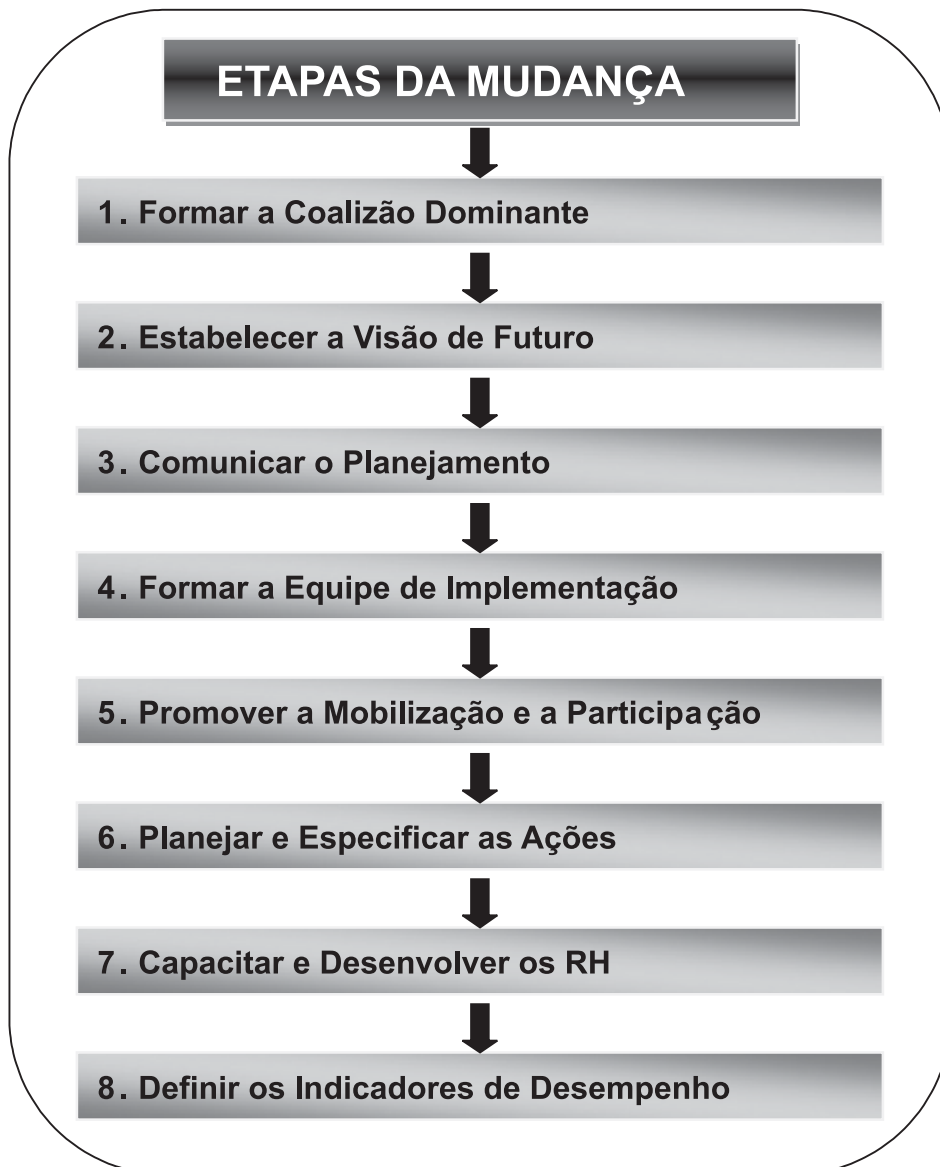 ETAPAS DA MUDANÇA
1. Formar a Coalizão Dominante
2. Estabelecer a Visão de Futuro
3. Comunicar o Planejamento
4. Formar a Equipe de Implementação
5. Promover a Mobilização e a Participação
6. Planejar e Especificar as Ações
7. Capacitar e Desenvolver os RH
8. Definir os Indicadores de Desempenho